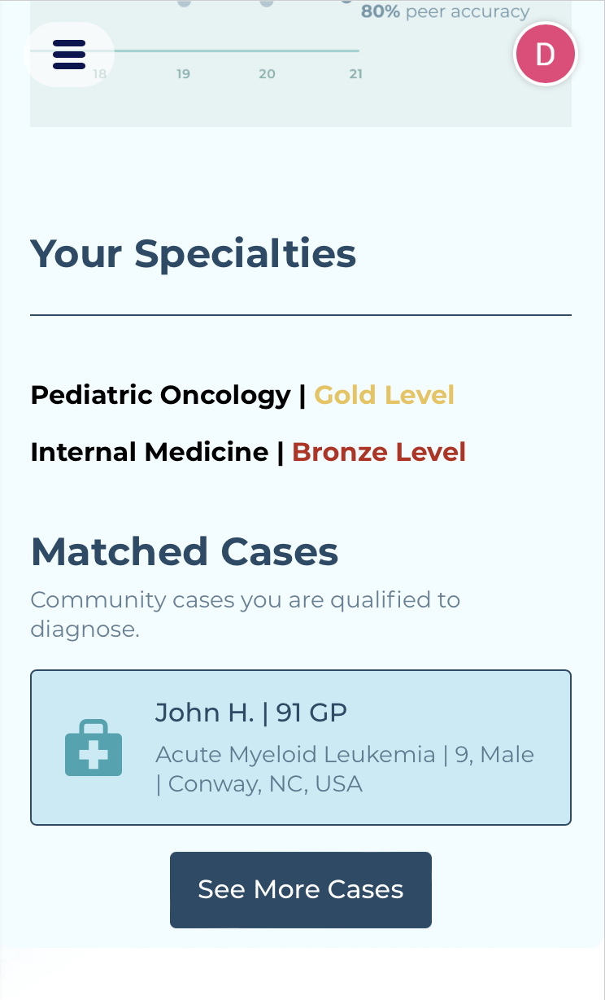 80% peer accuracy
D
18
19
20
21
Your Specialties
Pediatric Oncology | Gold Level
Internal Medicine | Bronze Level
Matched Cases
Community cases you are qualified to
diagnose.
John H. | 91 GP
Acute Myeloid Leukemia | 9, Male
| Conway, NC, USA
See More Cases